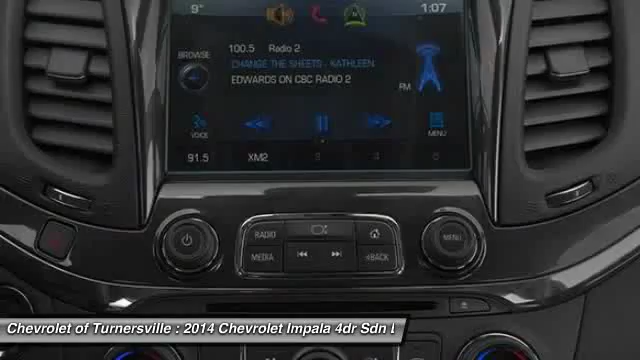 9°
1:07
BROWSE
100.5 Radio 2
CHANGE THE SHEETS - KATHLEEN
EDWARDS ON CBC RADIO 2
FM
VOICE
MENU
91.5 XM2 3 4 5 6
RADIO
MENU
MEDIA
BACK
Chevrolet of Turnersville : 2014 Chevrolet Impala 4dr Sdn L